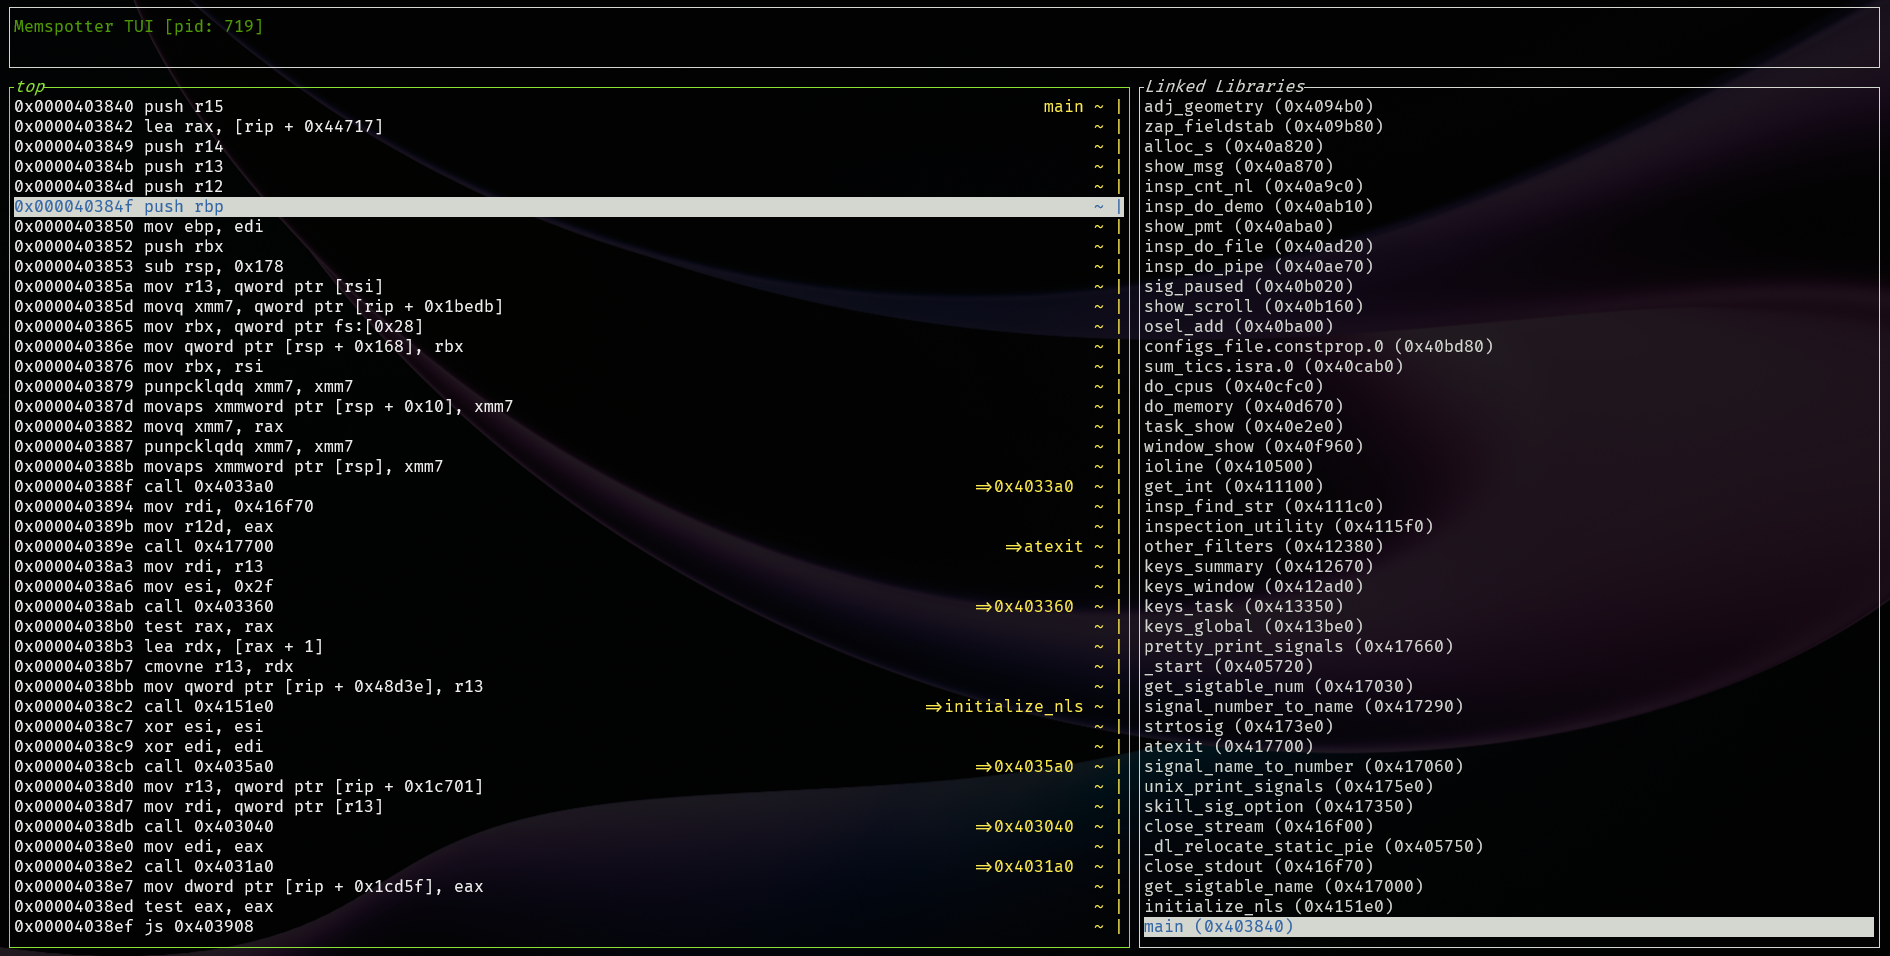 Memspotter TUI [pid: 719]
top
0x0000403840 push r15 main ~ |
0x0000403842 lea rax, [rip + 0x44717] ~ |
0x0000403849 push r14 ~ |
0x000040384b push r13 ~ |
0x000040384d push r12 ~ |
0x000040384f push rbp ~ |
0x0000403850 mov ebp, edi ~ |
0x0000403852 push rbx ~ |
0x0000403853 sub rsp, 0x178 ~ |
0x000040385a mov r13, qword ptr [rsi] ~ |
0x000040385d movq xmm7, qword ptr [rip + 0x1bedb] ~ |
0x0000403865 mov rbx, qword ptr fs:[0x28] ~ |
0x000040386e mov qword ptr [rsp + 0x168], rbx ~ |
0x0000403876 mov rbx, rsi ~ |
0x0000403879 punpcklqdq xmm7, xmm7 ~ |
0x000040387d movaps xmmword ptr [rsp + 0x10], xmm7 ~ |
0x0000403882 movq xmm7, rax ~ |
0x0000403887 punpcklqdq xmm7, xmm7 ~ |
0x000040388b movaps xmmword ptr [rsp], xmm7 ~ |
0x000040388f call 0x4033a0 =>0x4033a0 ~ |
0x0000403894 mov rdi, 0x416f70 ~ |
0x000040389b mov r12d, eax ~ |
0x000040389e call 0x417700 =>atexit ~ |
0x00004038a3 mov rdi, r13 ~ |
0x00004038a6 mov esi, 0x2f ~ |
0x00004038ab call 0x403360 =>0x403360 ~ |
0x00004038b0 test rax, rax ~ |
0x00004038b3 lea rdx, [rax + 1] ~ |
0x00004038b7 cmovne r13, rdx ~ |
0x00004038bb mov qword ptr [rip + 0x48d3e], r13 ~ |
0x00004038c2 call 0x4151e0 =>initialize_nls ~ |
0x00004038c7 xor esi, esi ~ |
0x00004038c9 xor edi, edi ~ |
0x00004038cb call 0x4035a0 =>0x4035a0 ~ |
0x00004038d0 mov r13, qword ptr [rip + 0x1c701] ~ |
0x00004038d7 mov rdi, qword ptr [r13] ~ |
0x00004038db call 0x403040 =>0x403040 ~ |
0x00004038e0 mov edi, eax ~ |
0x00004038e2 call 0x4031a0 =>0x4031a0 ~ |
0x00004038e7 mov dword ptr [rip + 0x1cd5f], eax ~ |
0x00004038ed test eax, eax ~ |
0x00004038ef js 0x403908 ~ |
Linked Libraries
adj_geometry (0x4094b0)
zap_fieldstab (0x409b80)
alloc_s (0x40a820)
show_msg (0x40a870)
insp_cnt_nl (0x40a9c0)
insp_do_demo (0x40ab10)
show_pmt (0x40aba0)
insp_do_file (0x40ad20)
insp_do_pipe (0x40ae70)
sig_paused (0x40b020)
show_scroll (0x40b160)
osel_add (0x40ba00)
configs_file.constprop.0 (0x40bd80)
sum_tics.isra.0 (0x40cab0)
do_cpus (0x40cfc0)
do_memory (0x40d670)
task_show (0x40e2e0)
window_show (0x40f960)
ioline (0x410500)
get_int (0x411100)
insp_find_str (0x4111c0)
inspection_utility (0x4115f0)
other_filters (0x412380)
keys_summary (0x412670)
keys_window (0x412ad0)
keys_task (0x413350)
keys_global (0x413be0)
pretty_print_signals (0x417660)
_start (0x405720)
get_sigtable_num (0x417030)
signal_number_to_name (0x417290)
strtosig (0x4173e0)
atexit (0x417700)
signal_name_to_number (0x417060)
unix_print_signals (0x4175e0)
skill_sig_option (0x417350)
close_stream (0x416f00)
_dl_relocate_static_pie (0x405750)
close_stdout (0x416f70)
get_sigtable_name (0x417000)
initialize_nls (0x4151e0)
main (0x403840)